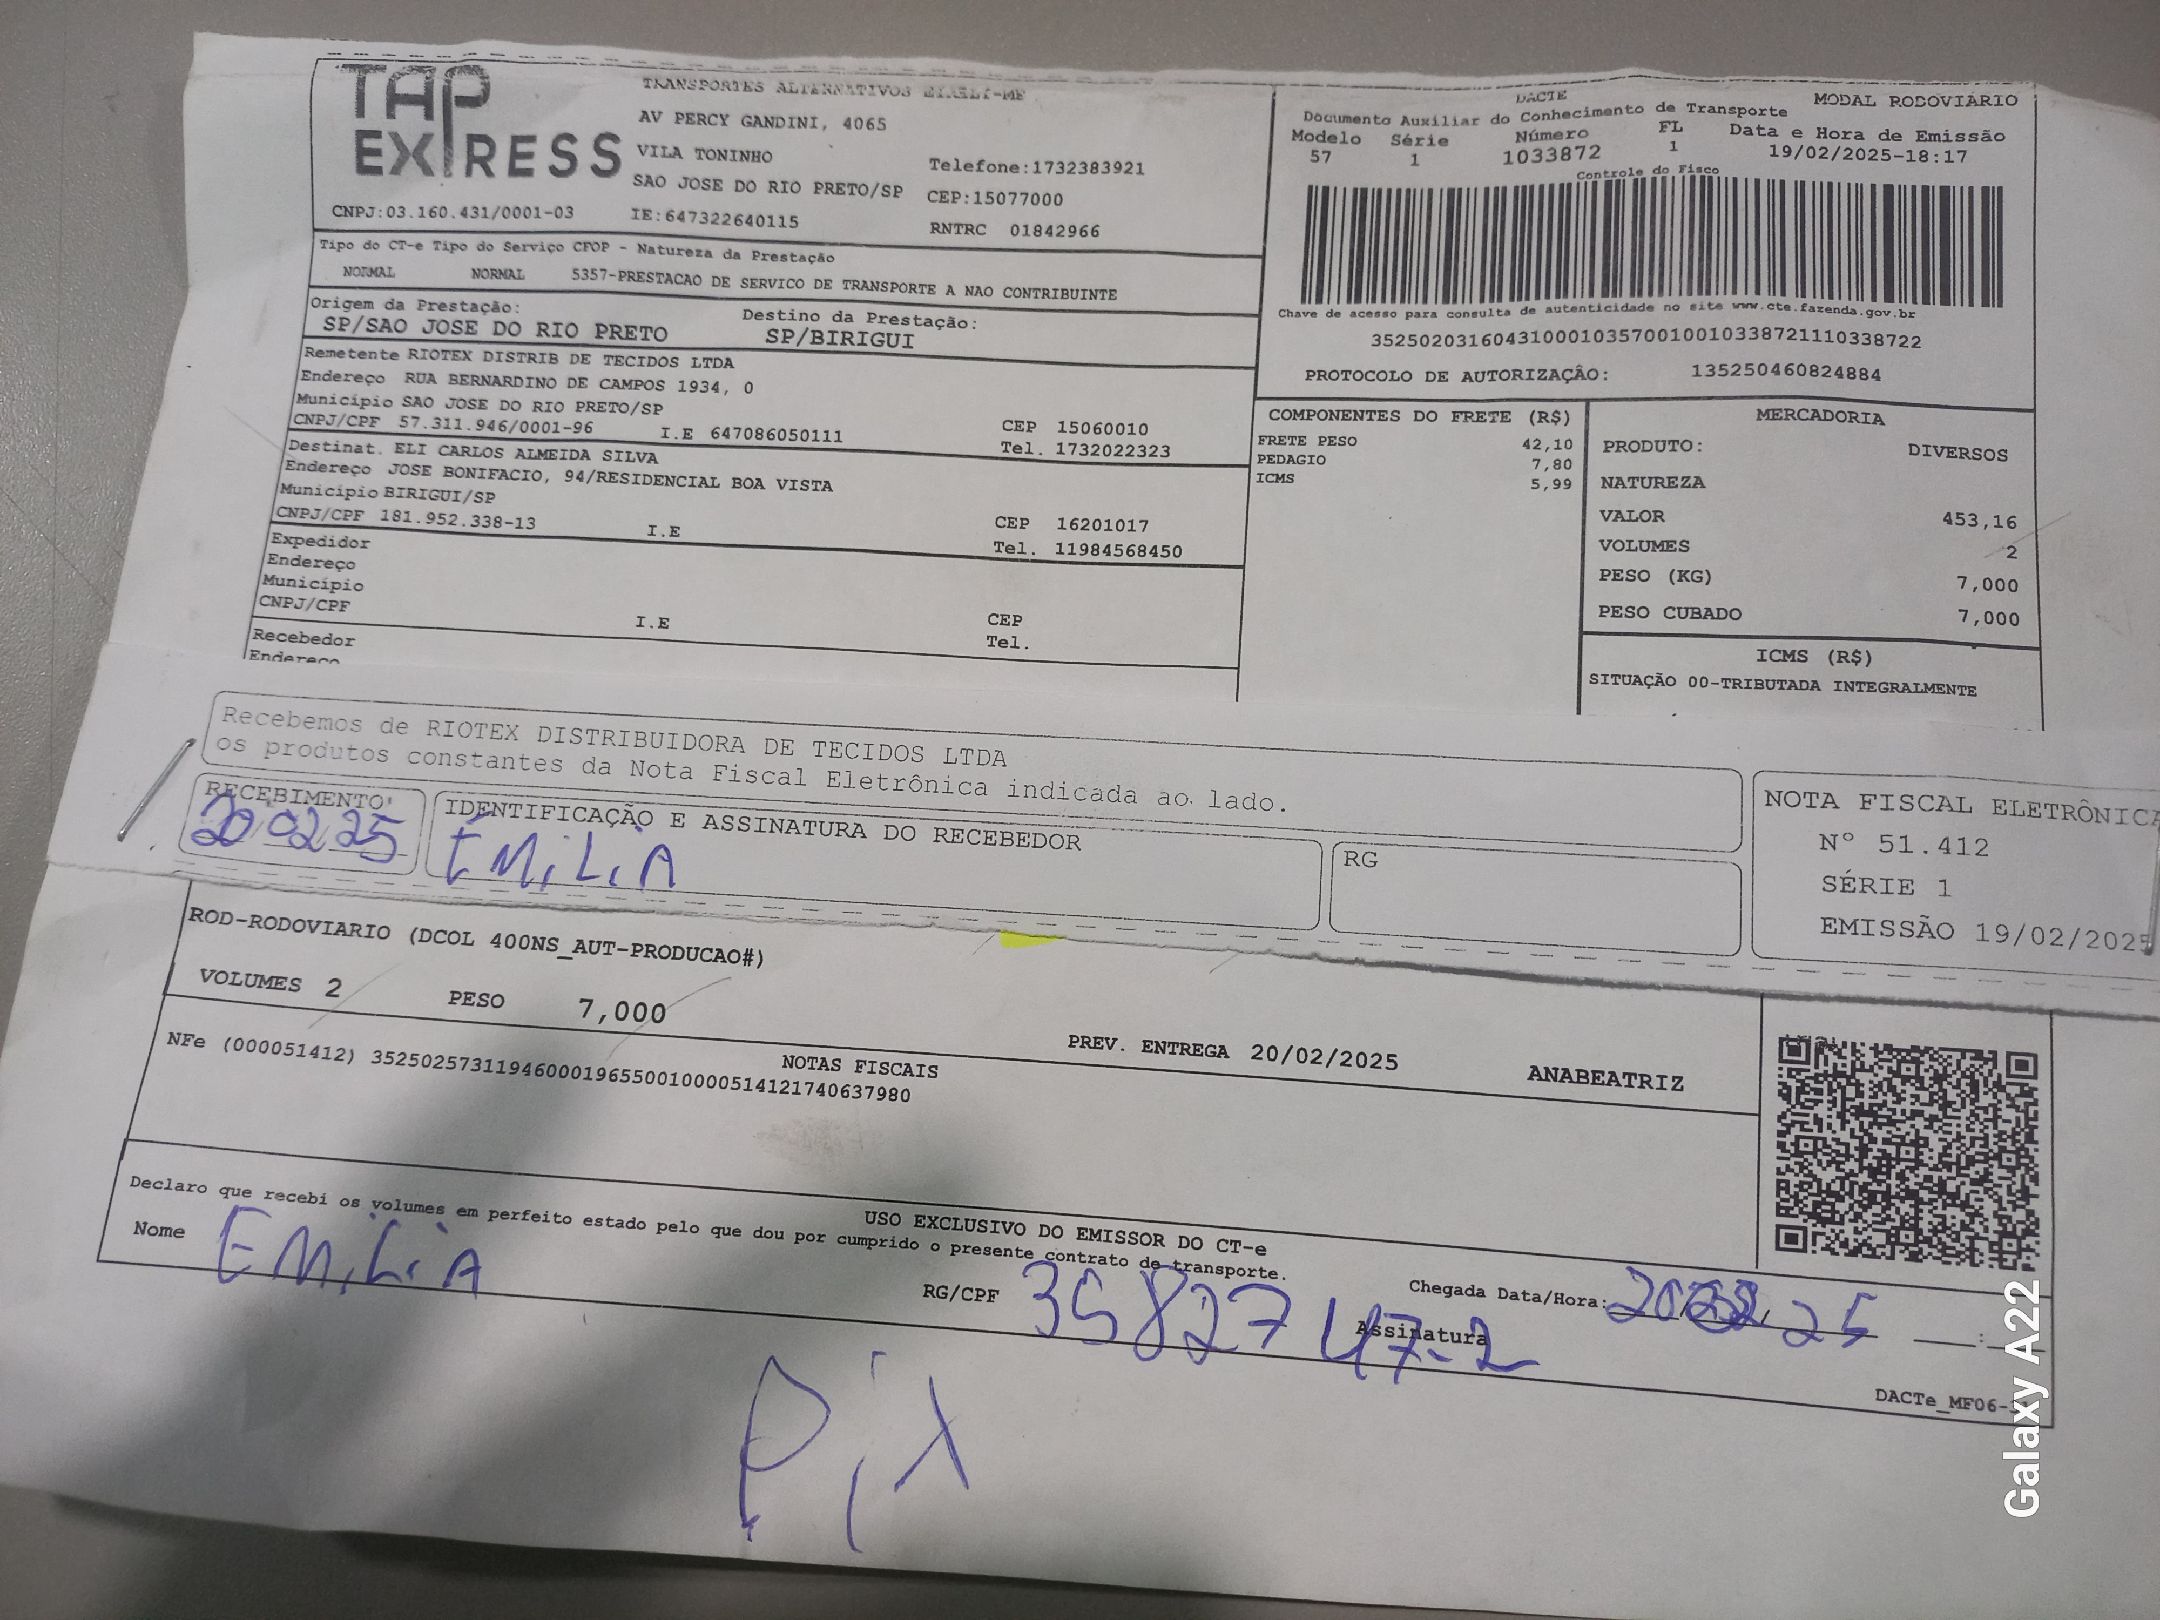 TAP EXPRESS
TRANSPORTES ALTERNATIVOS EIRELI-ME
AV PERCY GANDINI, 4065
VILA TONINHO
Telefone:1732383921
SAO JOSE DO RIO PRETO/SP CEP:15077000
CNPJ:03.160.431/0001-03 IE:647322640115 RNTRC 01842966
DACTE MODAL RODOVIÁRIO
Documento Auxiliar do Conhecimento de Transporte
Modelo Série Número FL Data e Hora de Emissão
57 1 1033872 1 19/02/2025-18:17
Controle do Fisco
Chave de acesso para consulta de autenticidade no site www.cte.fazenda.gov.br
35250203160431000103570010010338721110338722
PROTOCOLO DE AUTORIZAÇÂO: 135250460824884
Tipo do CT-e Tipo do Serviço CFOP - Natureza da Prestação
NORMAL NORMAL 5357-PRESTACAO DE SERVICO DE TRANSPORTE A NAO CONTRIBUINTE
Origem da Prestação: Destino da Prestação:
SP/SAO JOSE DO RIO PRETO SP/BIRIGUI
Remetente RIOTEX DISTRIB DE TECIDOS LTDA
Endereço RUA BERNARDINO DE CAMPOS 1934, 0
Município SAO JOSE DO RIO PRETO/SP CEP 15060010
CNPJ/CPF 57.311.946/0001-96 I.E 647086050111 Tel. 1732022323
Destinat. ELI CARLOS ALMEIDA SILVA
Endereço JOSE BONIFACIO, 94/RESIDENCIAL BOA VISTA
Município BIRIGUI/SP CEP 16201017
CNPJ/CPF 181.952.338-13 I.E Tel. 11984568450
Expedidor
Endereço
Município CEP
CNPJ/CPF I.E Tel.
Recebedor
Endereço
COMPONENTES DO FRETE (R$)
FRETE PESO 42,10
PEDAGIO 7,80
ICMS 5,99
MERCADORIA
PRODUTO: DIVERSOS
NATUREZA
VALOR 453,16
VOLUMES 2
PESO (KG) 7,000
PESO CUBADO 7,000
ICMS (R$)
SITUAÇÃO 00-TRIBUTADA INTEGRALMENTE
Recebemos de RIOTEX DISTRIBUIDORA DE TECIDOS LTDA
os produtos constantes da Nota Fiscal Eletrônica indicada ao lado.
RECEBIMENTO IDENTIFICAÇÃO E ASSINATURA DO RECEBEDOR RG
20 02 25 EMiLiA
NOTA FISCAL ELETRÔNICA
Nº 51.412
SÉRIE 1
EMISSÃO 19/02/2025
ROD-RODOVIARIO (DCOL 400NS_AUT-PRODUCAO#)
VOLUMES 2 PESO 7,000 PREV. ENTREGA 20/02/2025 ANABEATRIZ
NOTAS FISCAIS
NFe (000051412) 35250257311946000196550010000514121740637980
USO EXCLUSIVO DO EMISSOR DO CT-e
Declaro que recebi os volumes em perfeito estado pelo que dou por cumprido o presente contrato de transporte.
Nome EMiLiA RG/CPF 35827 47-2 Chegada Data/Hora: 20 02 25 :
Assinatura
DACTe_MF06-
Pix
Galaxy A22